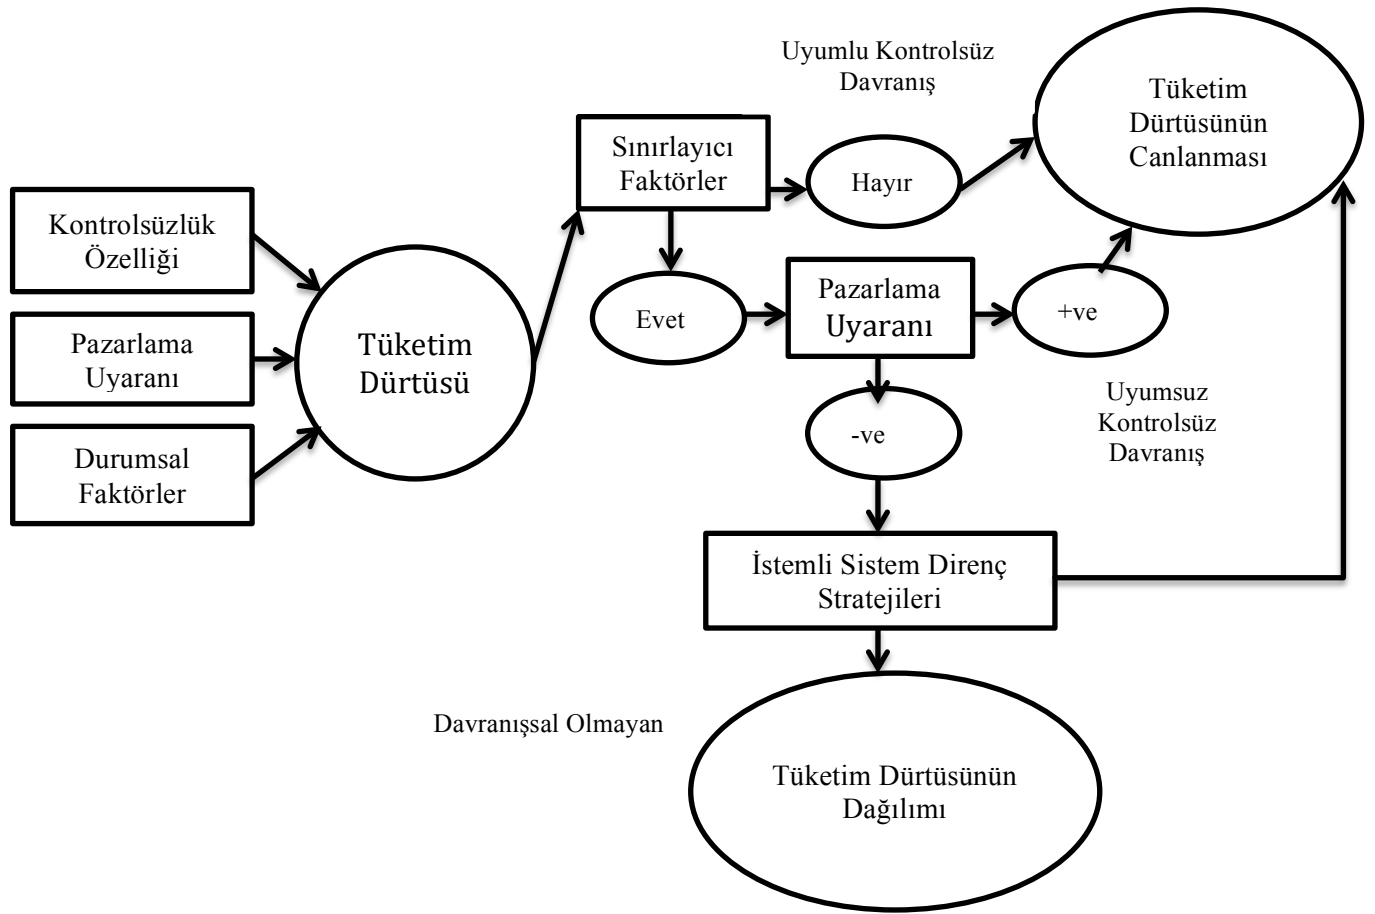 Uyumlu Kontrolsüz
Davranış
Tüketim
Dürtüsünün
Canlanması
Sınırlayıcı
Faktörler
Hayır
Kontrolsüzlük
Özelliği
Pazarlama
Uyaranı
Durumsal
Faktörler
Tüketim
Dürtüsü
Evet
Pazarlama
Uyaranı
+ve
-ve
Uyumsuz
Kontrolsüz
Davranış
İstemli Sistem Direnç
Stratejileri
Davranışsal Olmayan
Tüketim Dürtüsünün
Dağılımı